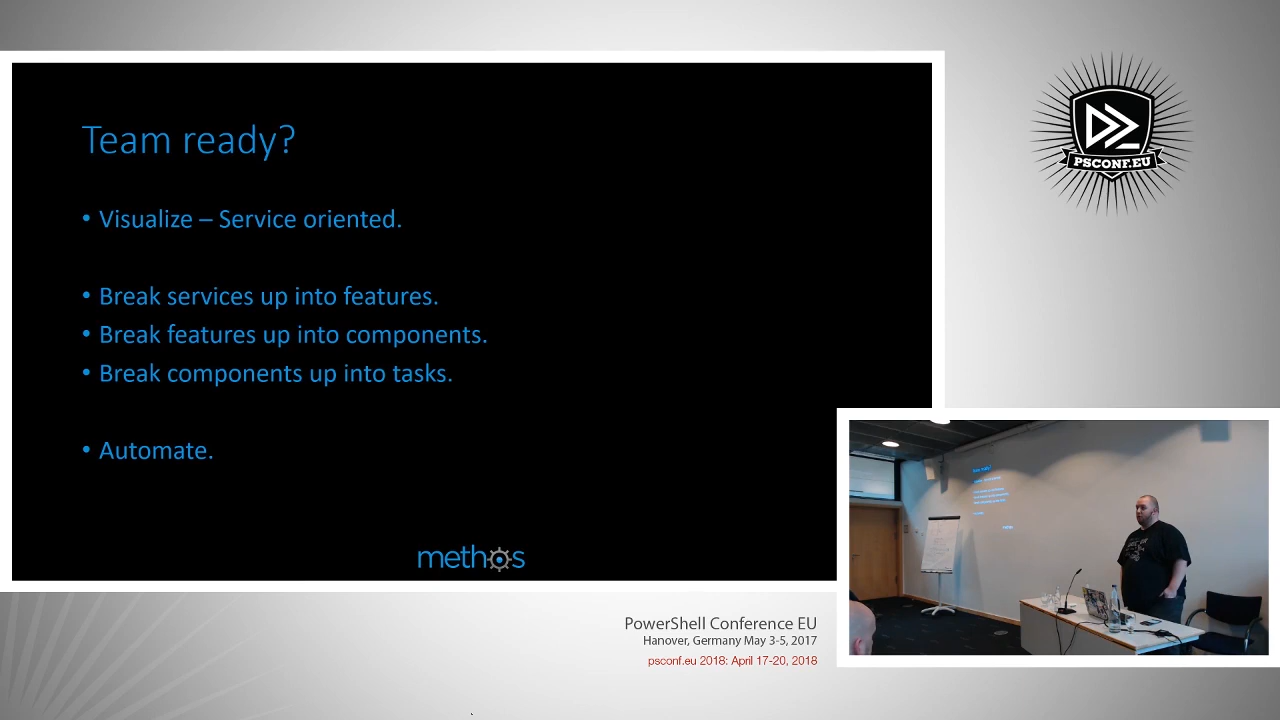 Team ready?
• Visualize – Service oriented.
• Break services up into features.
• Break features up into components.
• Break components up into tasks.
• Automate.
methos
PSCONF.EU
PowerShell Conference EU
Hanover, Germany May 3-5, 2017
psconf.eu 2018: April 17-20, 2018